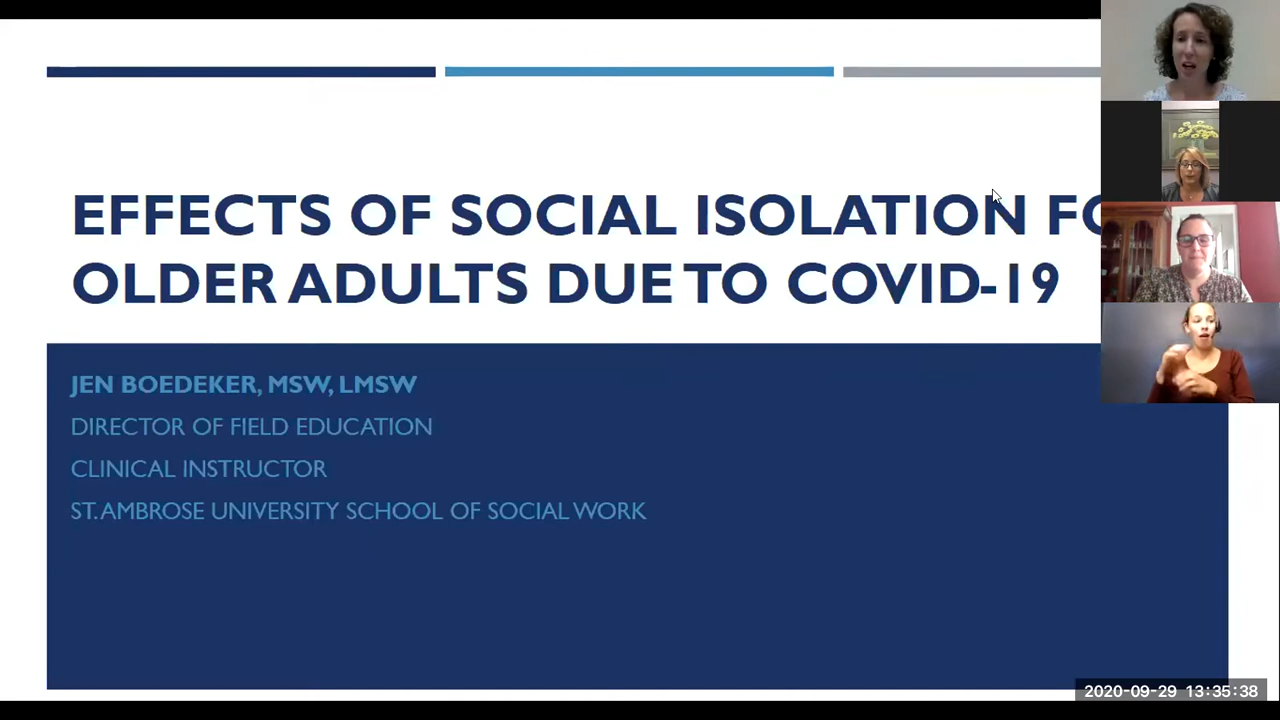 EFFECTS OF SOCIAL ISOLATION
OLDER ADULTS DUE TO COVID-19
JEN BOEDEKER, MSW, LMSW
DIRECTOR OF FIELD EDUCATION
CLINICAL INSTRUCTOR
ST. AMBROSE UNIVERSITY SCHOOL OF SOCIAL WORK
2020-09-29 13:35:38